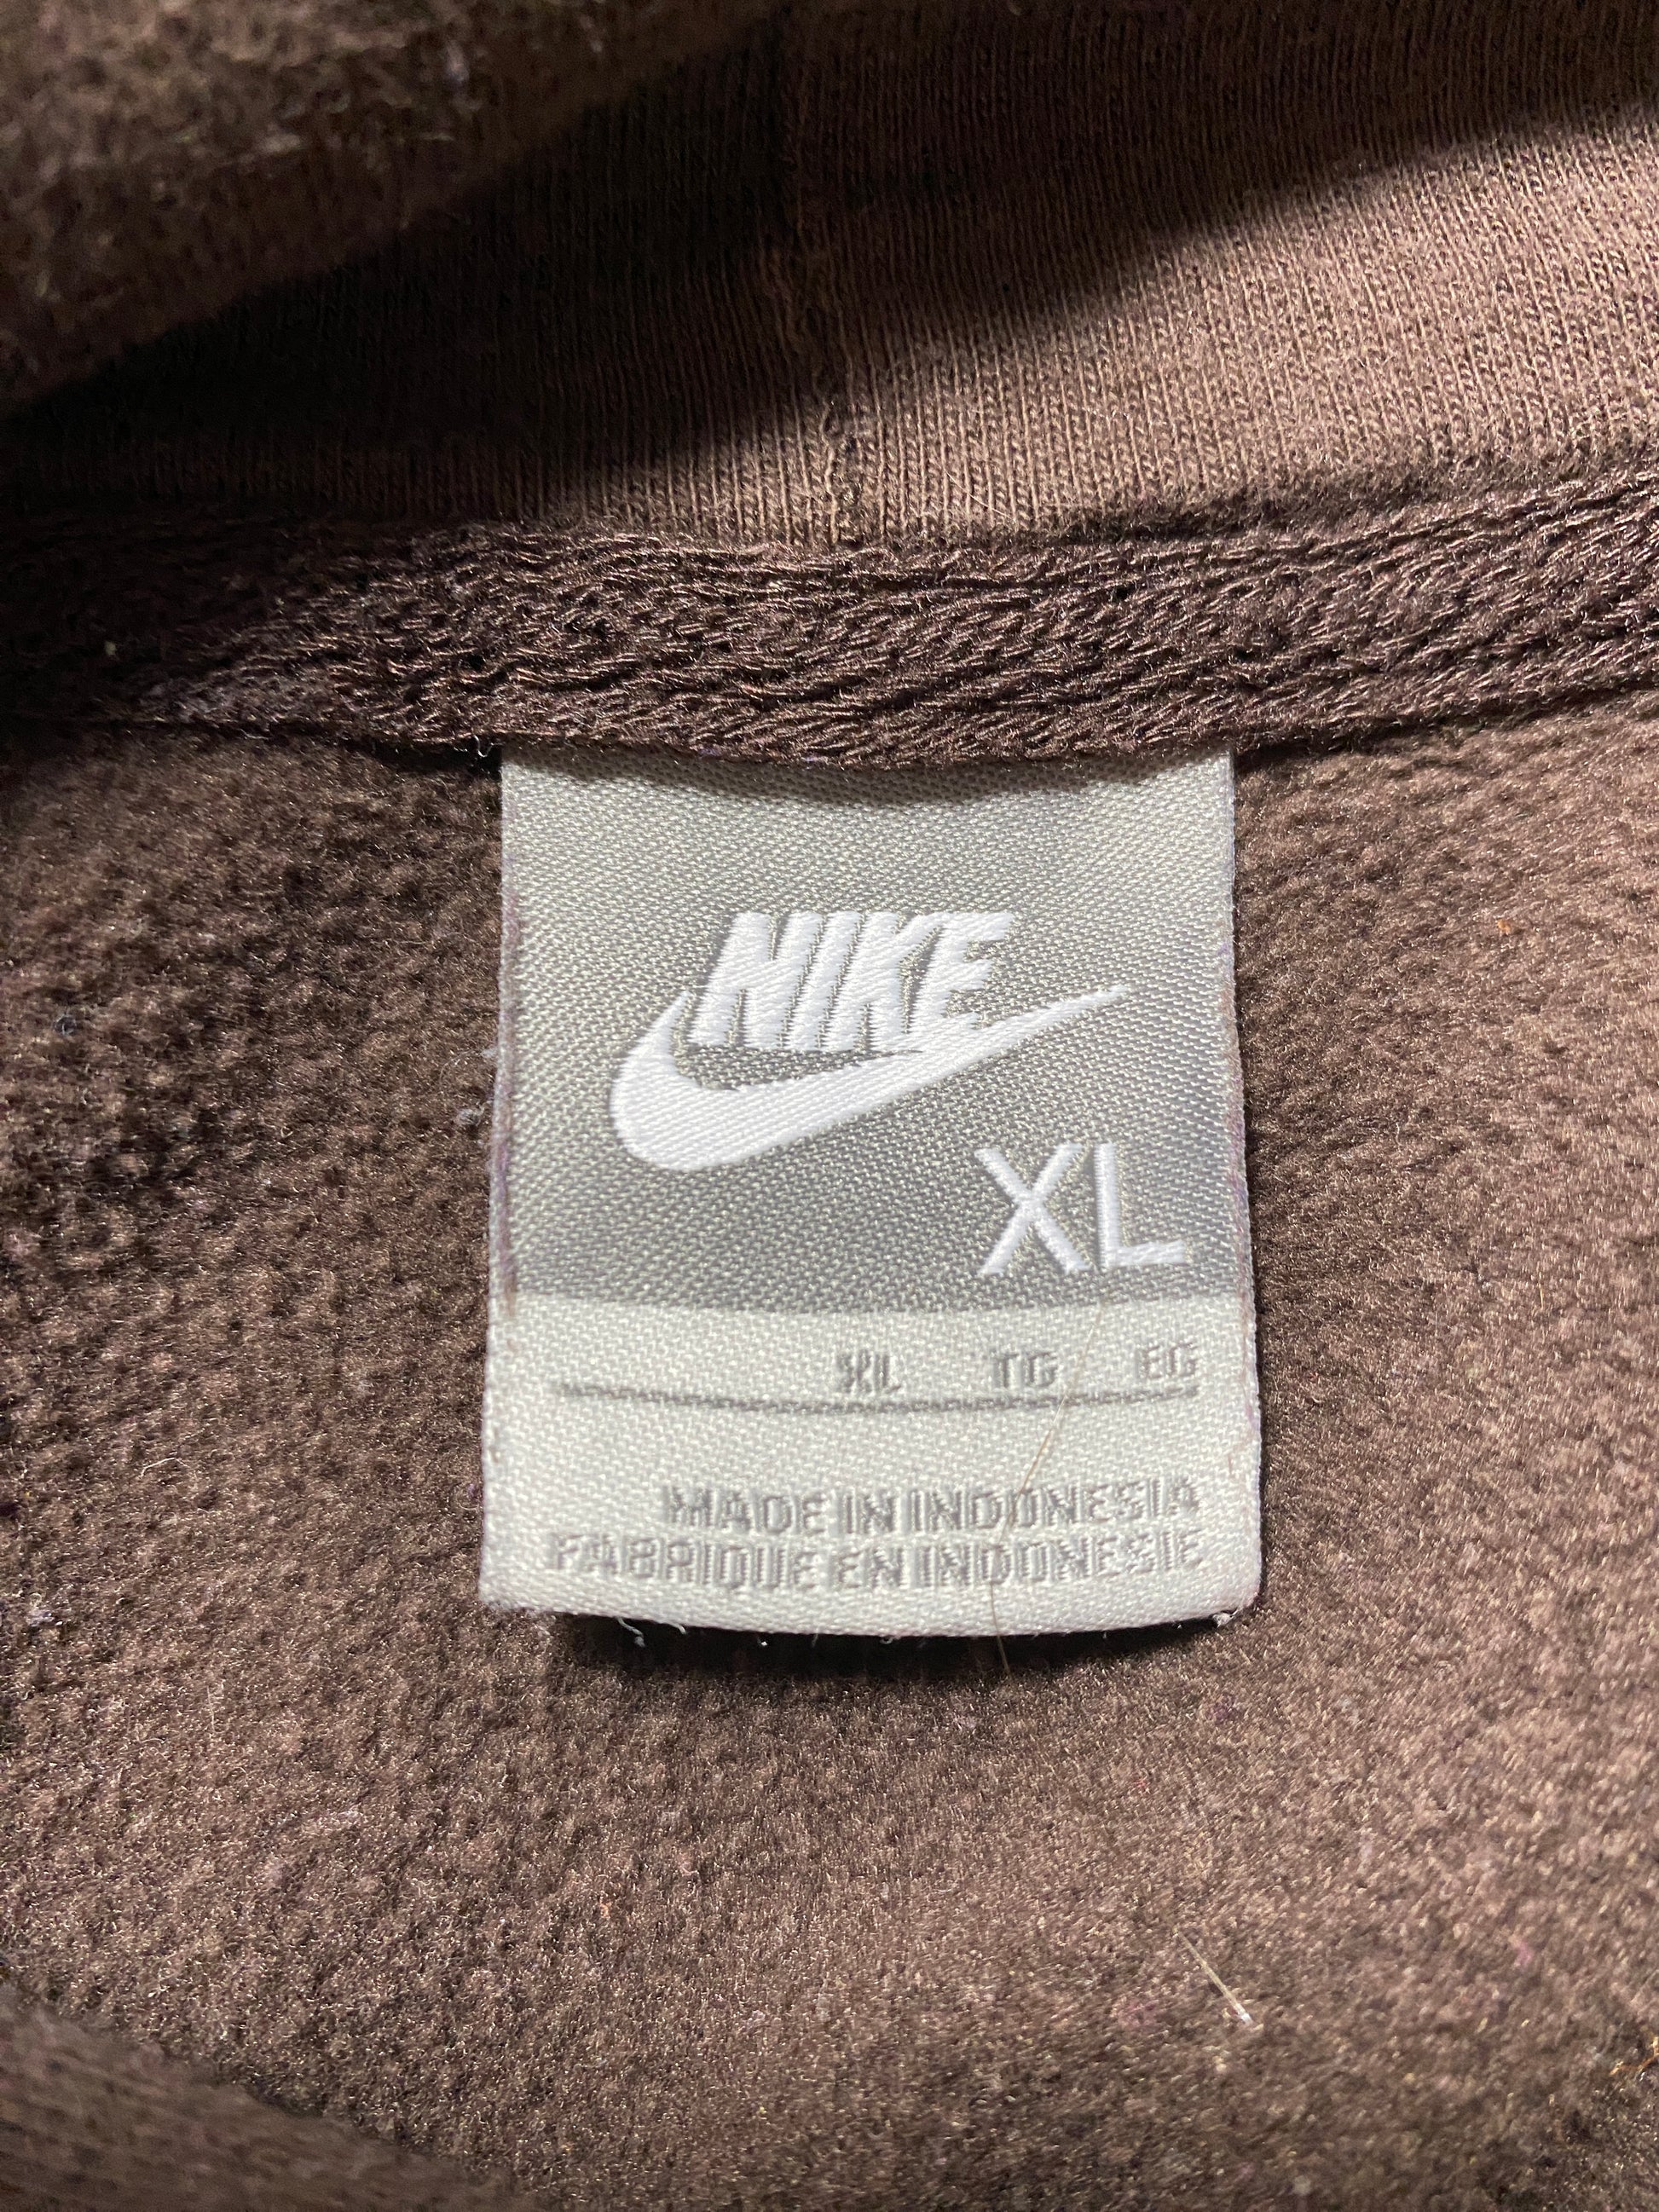 NIKE
XL
XL TG EG
MADE IN INDONESIA
FABRIQUE EN INDONESIE